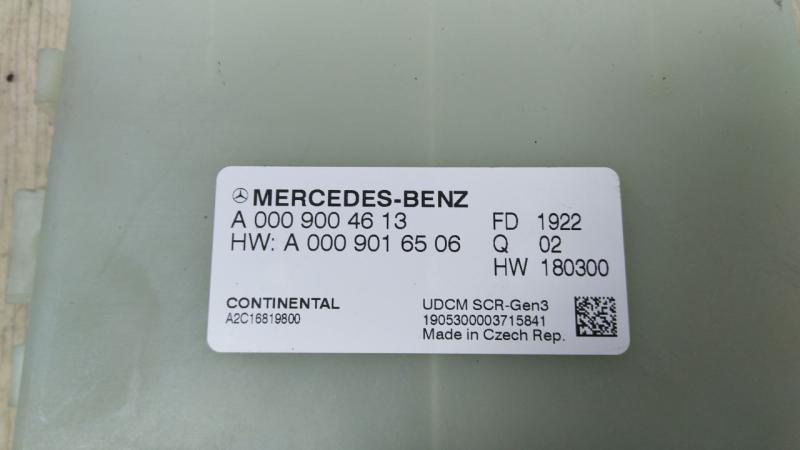 MERCEDES-BENZ
A 000 900 46 13 FD 1922
HW: A 000 901 65 06 Q 02
HW 180300
CONTINENTAL UDCM SCR-Gen3
A2C16819800 1905300003715841
Made in Czech Rep.